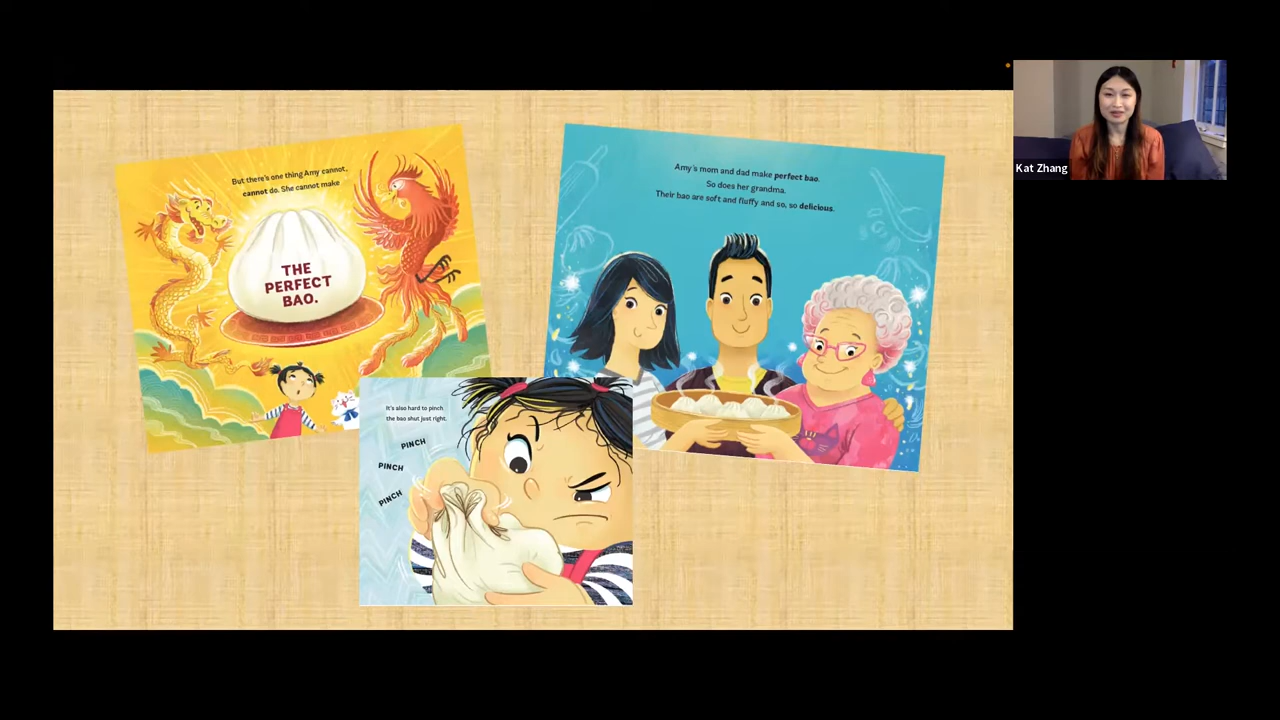 But there's one thing Amy cannot,
cannot do. She cannot make
THE
PERFECT
BAO.
Amy's mom and dad make perfect bao.
So does her grandma.
Their bao are soft and fluffy and so, so delicious.
It's also hard to pinch
the bao shut just right.
PINCH
PINCH
PINCH
Kat Zhang